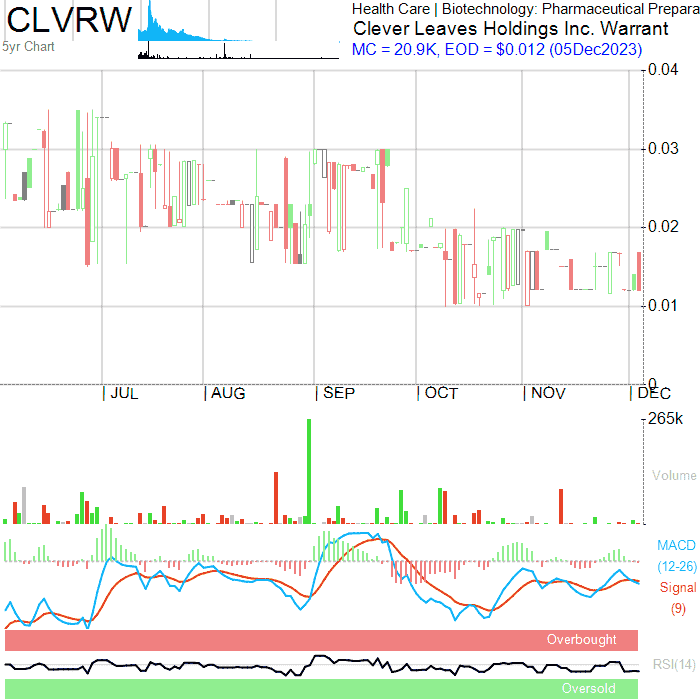 CLVRW
5yr Chart
Health Care | Biotechnology: Pharmaceutical Prepara
Clever Leaves Holdings Inc. Warrant
MC = 20.9K, EOD = $0.012 (05Dec2023)
0.04
0.03
0.02
0.01
0
JUL AUG SEP OCT NOV DEC
265k
Volume
MACD
(12-26)
Signal
(9)
Overbought
RSI(14)
Oversold